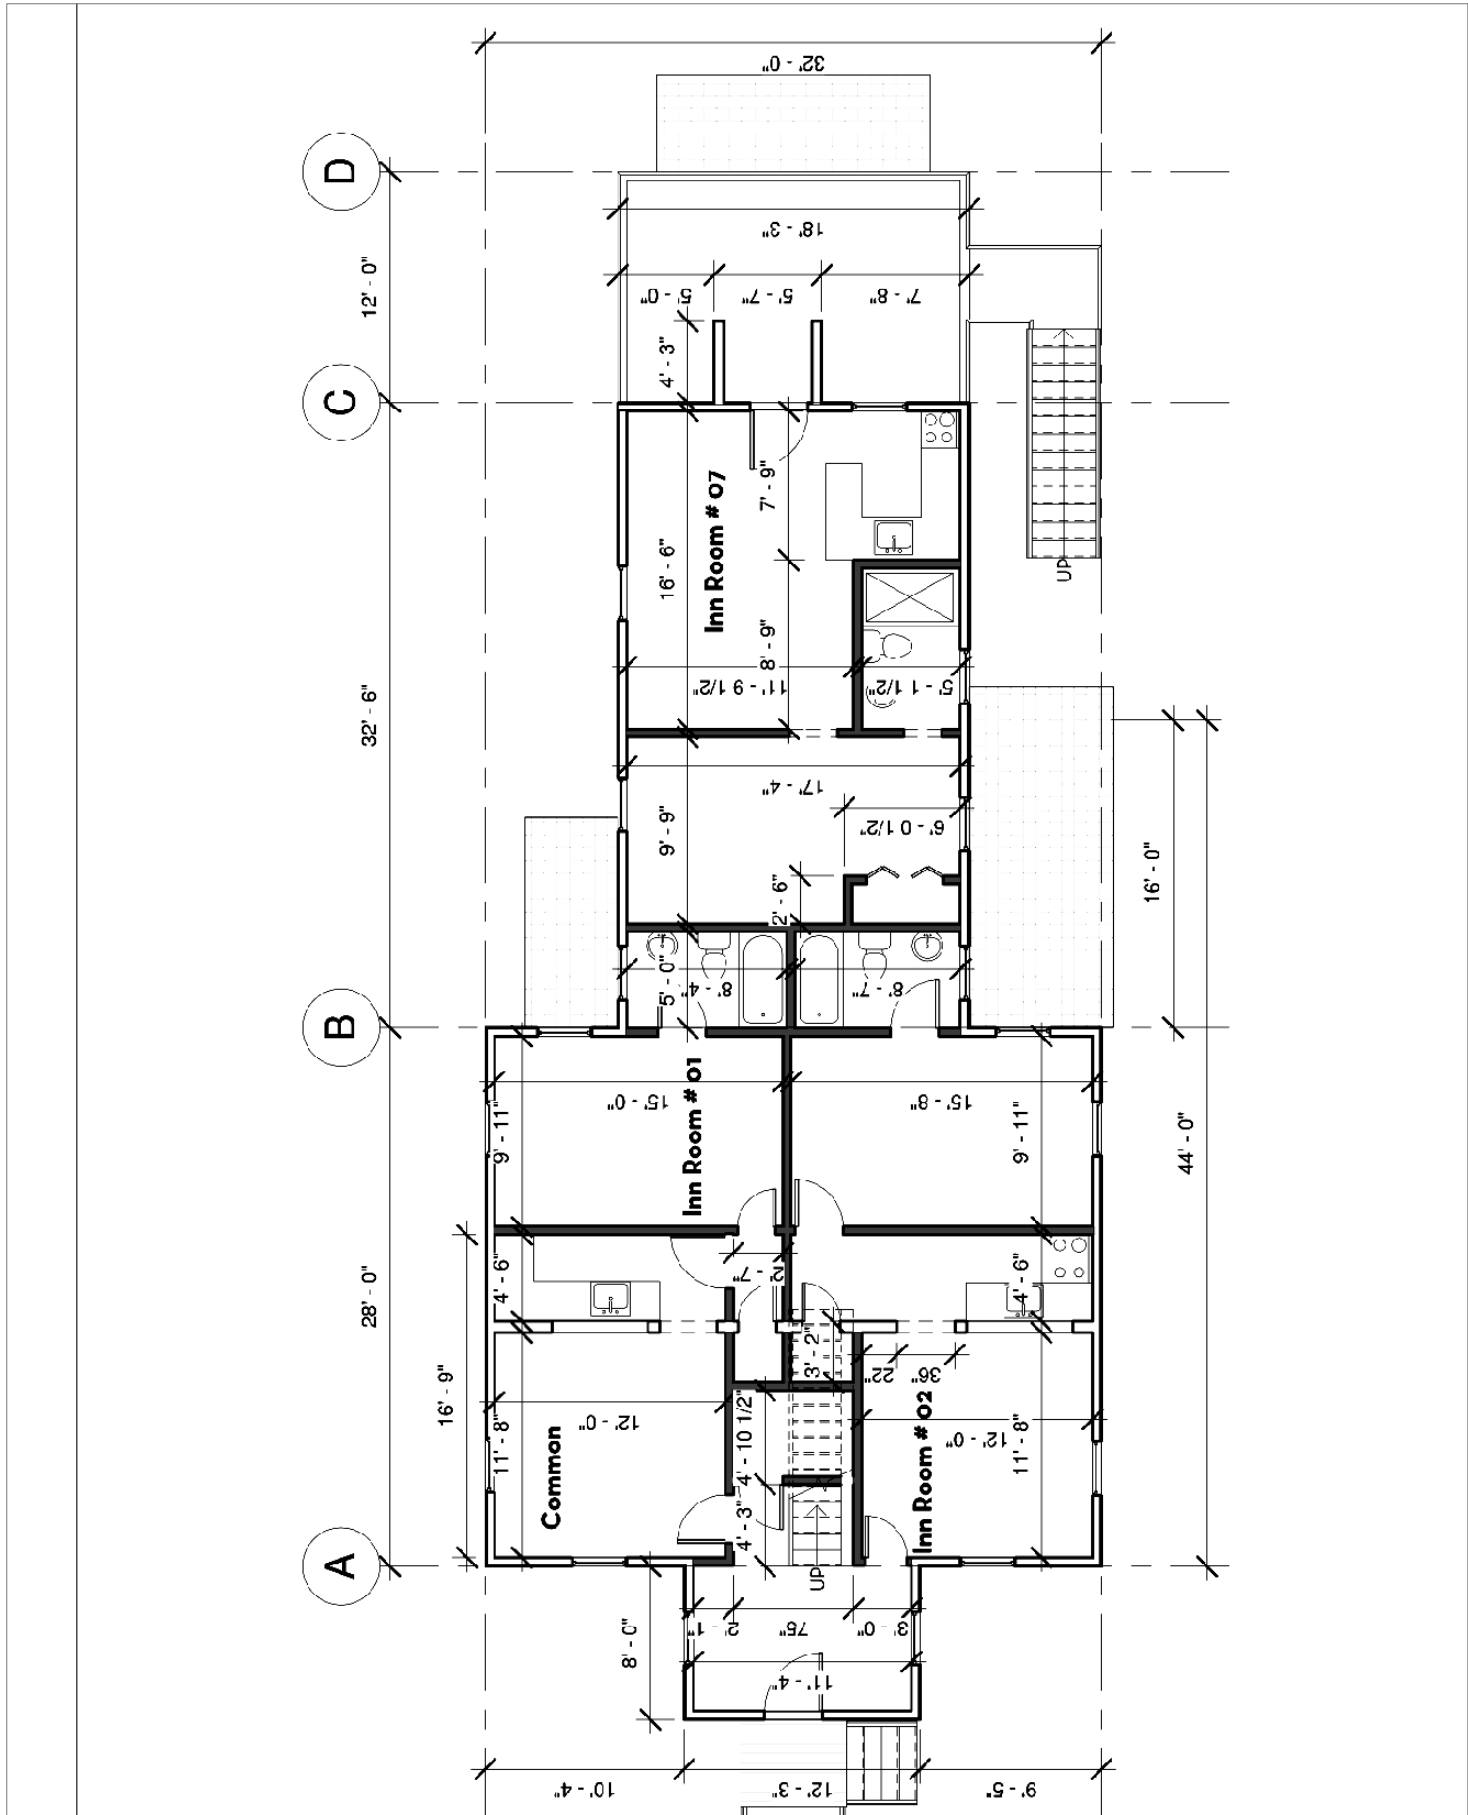 32' - 0"
D
12' - 0"
18' - 3"
5' - 0"
5' - 7"
7' - 8"
4' - 3"
C
7' - 9"
Inn Room # 07
16' - 6"
UP
32' - 6"
8' - 9"
11' - 9 1/2"
5' - 1 1/2"
17' - 4"
9' - 9"
6' - 0 1/2"
16' - 0"
2' - 6"
5' - 0"
8' - 4"
8' - 7"
B
15' - 0"
15' - 8"
9' - 11"
Inn Room # 01
9' - 11"
44' - 0"
28' - 0"
4' - 6"
2' - 7"
4' - 6"
3' - 2"
22"
36"
16' - 9"
12' - 0"
11' - 8"
Common
4' - 10 1/2"
Inn Room # 02
12' - 0"
11' - 8"
4' - 3"
A
UP
8' - 0"
2' - 1"
3' - 0"
11' - 4"
10' - 4"
12' - 3"
9' - 5"